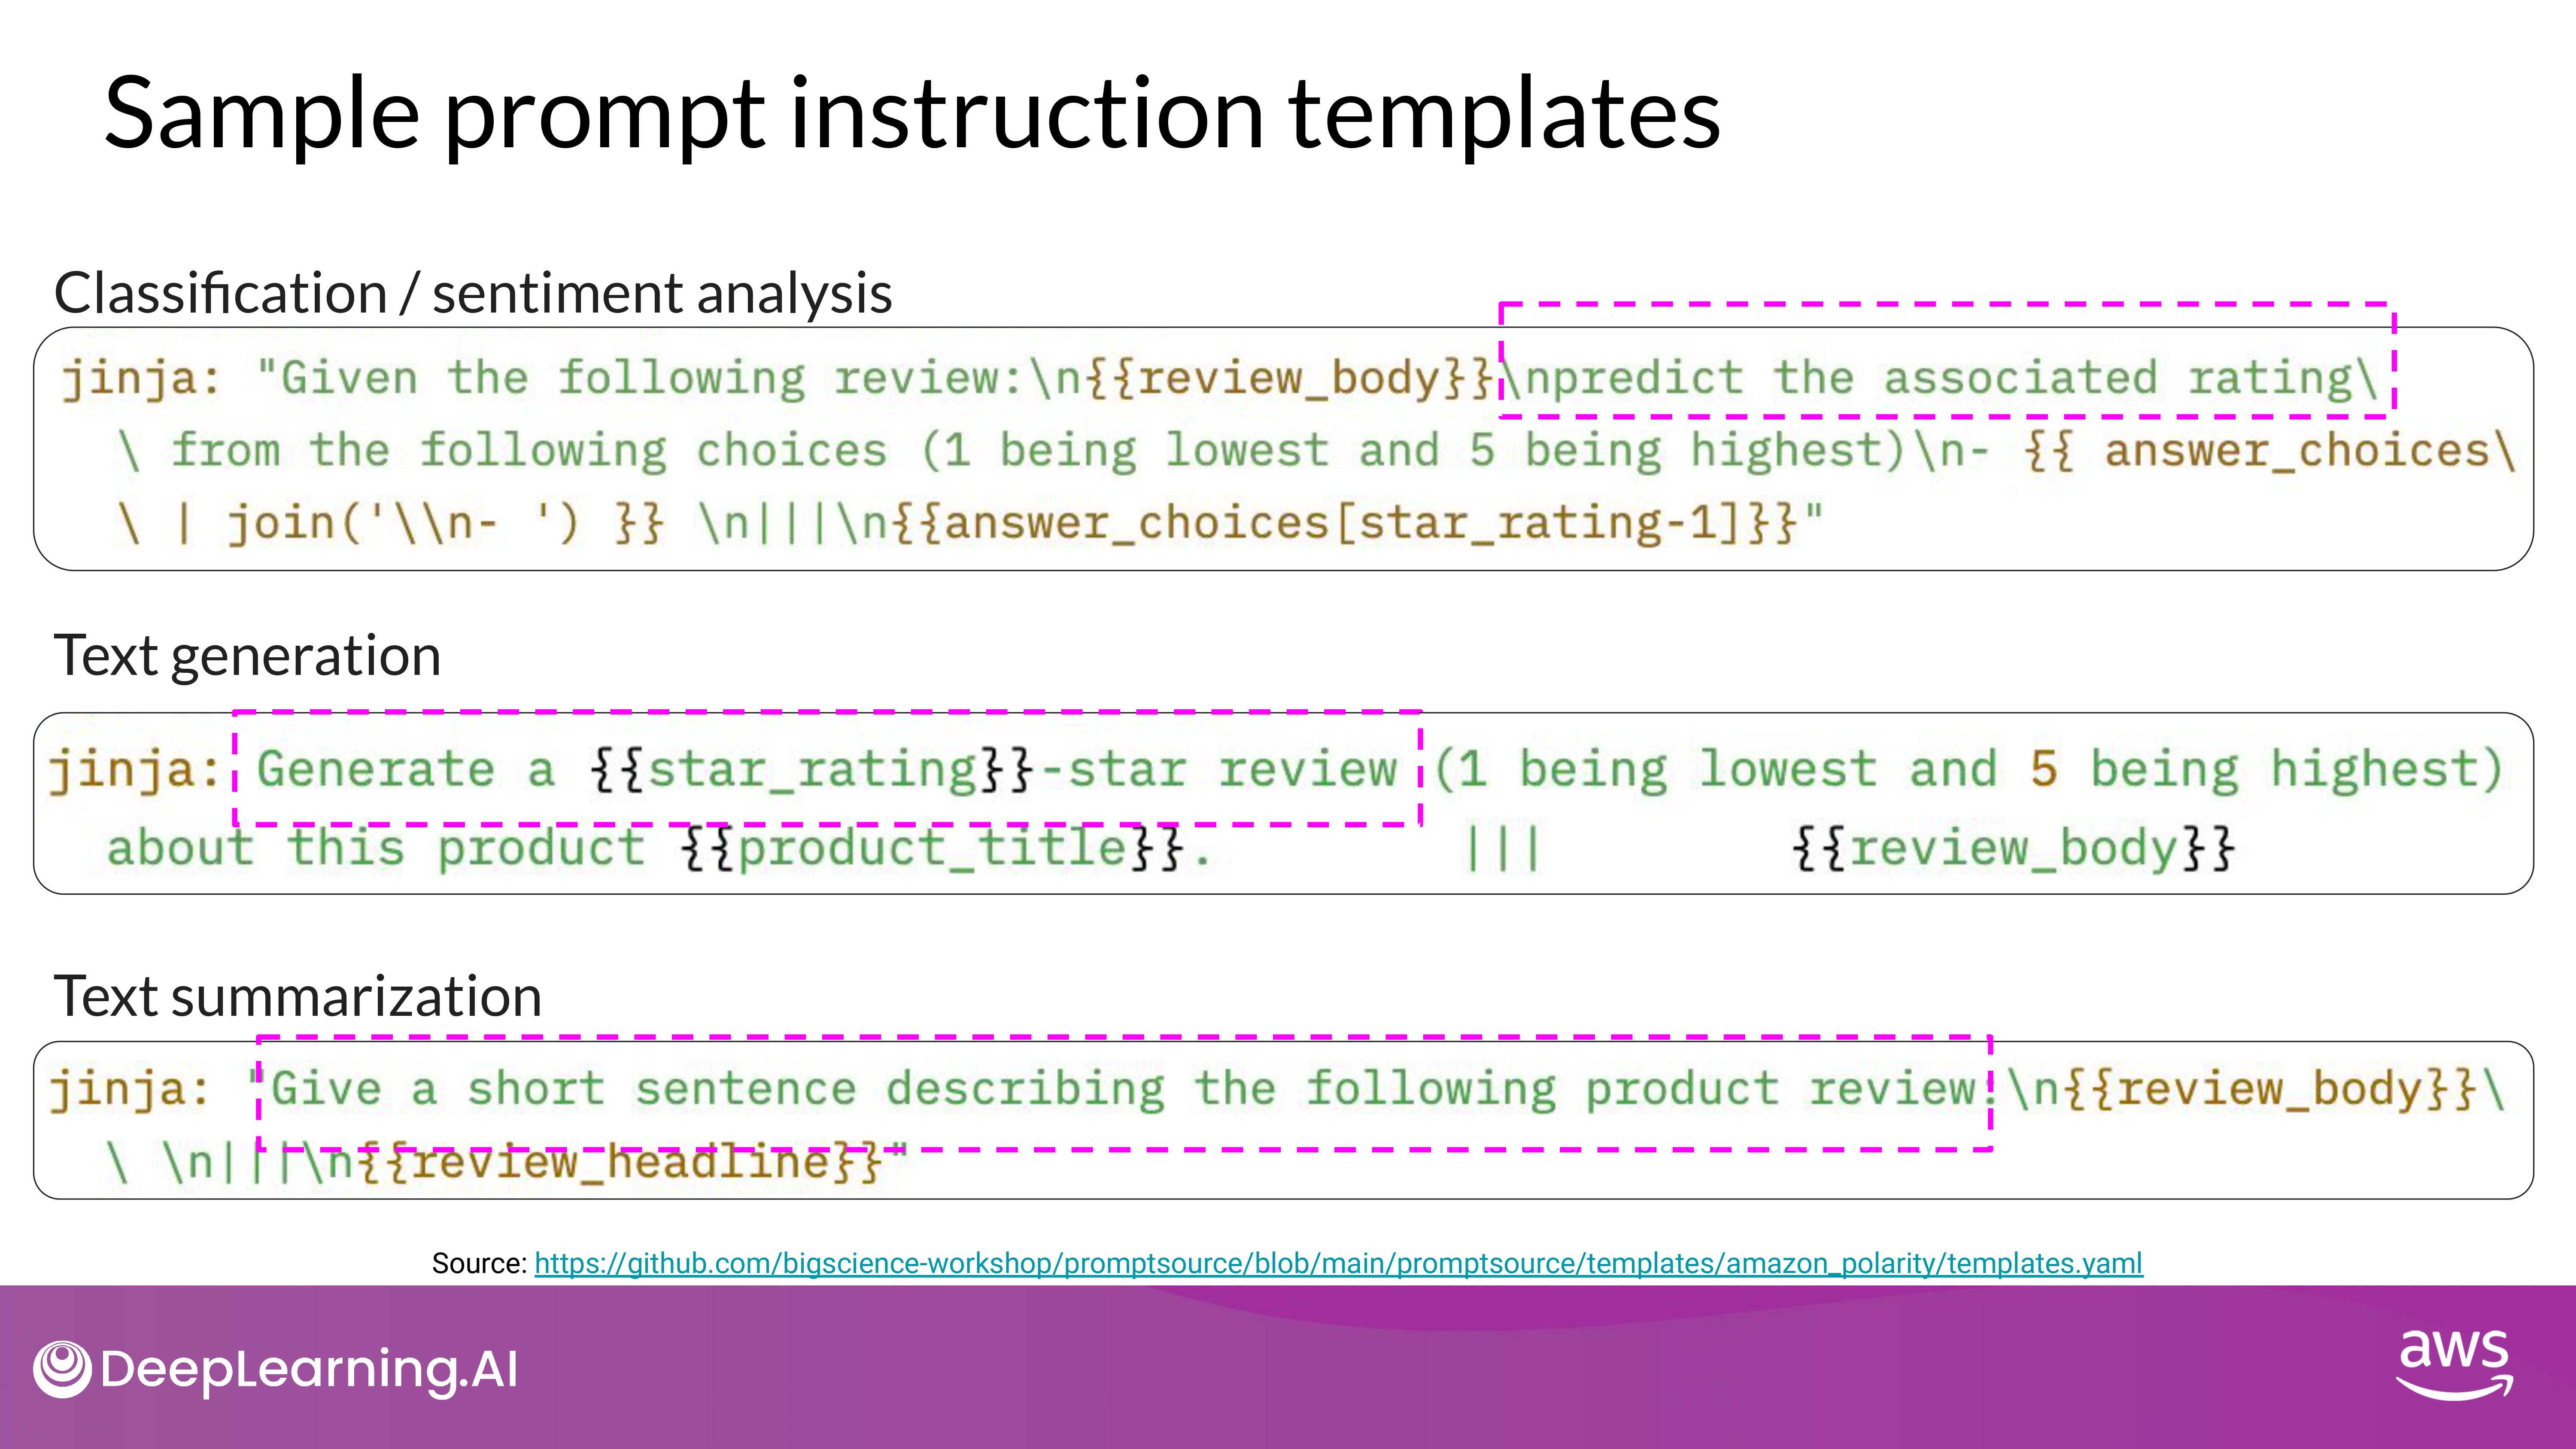 Sample prompt instruction templates
Classification / sentiment analysis
jinja: "Given the following review:\n{{review_body}}\npredict the associated rating\
\ from the following choices (1 being lowest and 5 being highest)\n- {{ answer_choices\
\ | join('\\n- ') }} \n|||\n{{answer_choices[star_rating-1]}}"
Text generation
jinja: Generate a {{star_rating}}-star review (1 being lowest and 5 being highest)
about this product {{product_title}}. ||| {{review_body}}
Text summarization
jinja: "Give a short sentence describing the following product review:\n{{review_body}}\
\ \n|||\n{{review_headline}}"
Source: https://github.com/bigscience-workshop/promptsource/blob/main/promptsource/templates/amazon_polarity/templates.yaml
DeepLearning.AI
aws